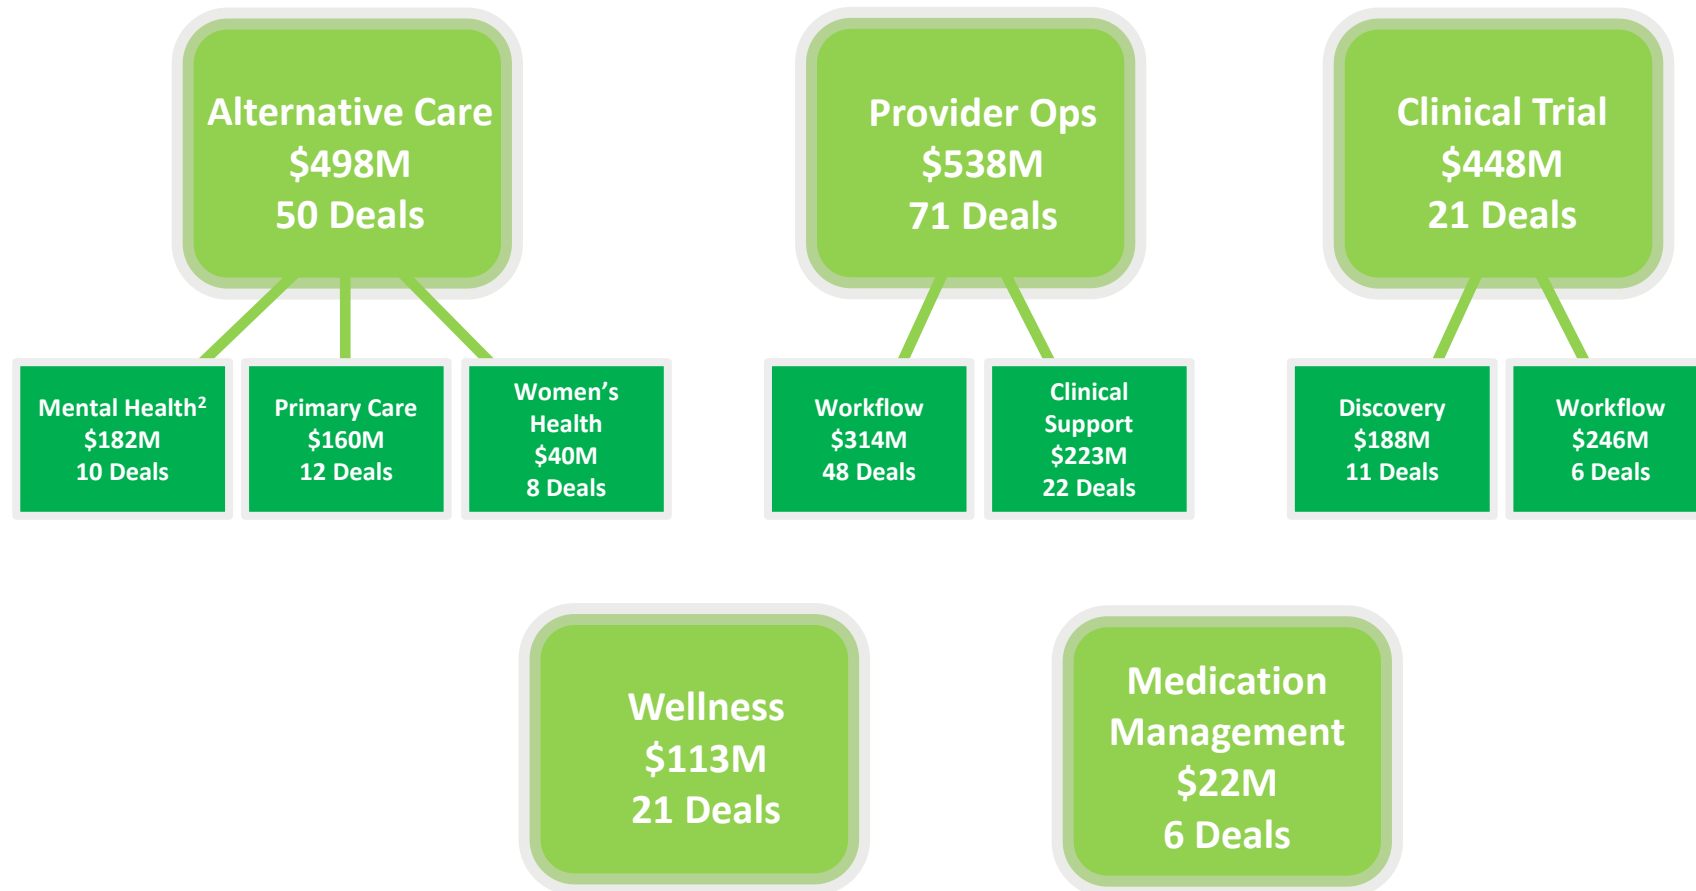 Alternative Care
$498M
50 Deals
Provider Ops
$538M
71 Deals
Clinical Trial
$448M
21 Deals
Mental Health²
$182M
10 Deals
Primary Care
$160M
12 Deals
Women’s
Health
$40M
8 Deals
Workflow
$314M
48 Deals
Clinical
Support
$223M
22 Deals
Discovery
$188M
11 Deals
Workflow
$246M
6 Deals
Wellness
$113M
21 Deals
Medication
Management
$22M
6 Deals